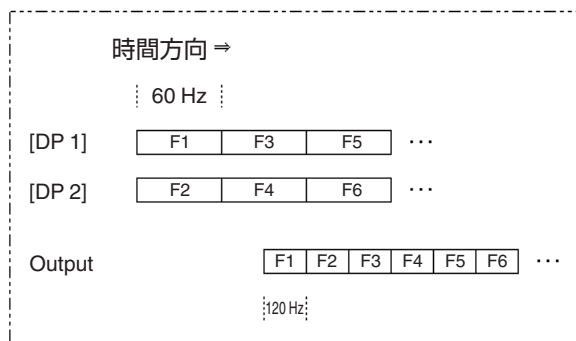 時間方向 ⇒
60 Hz
[DP 1] F1 F3 F5 ···
[DP 2] F2 F4 F6 ···
Output F1 F2 F3 F4 F5 F6 ···
120 Hz